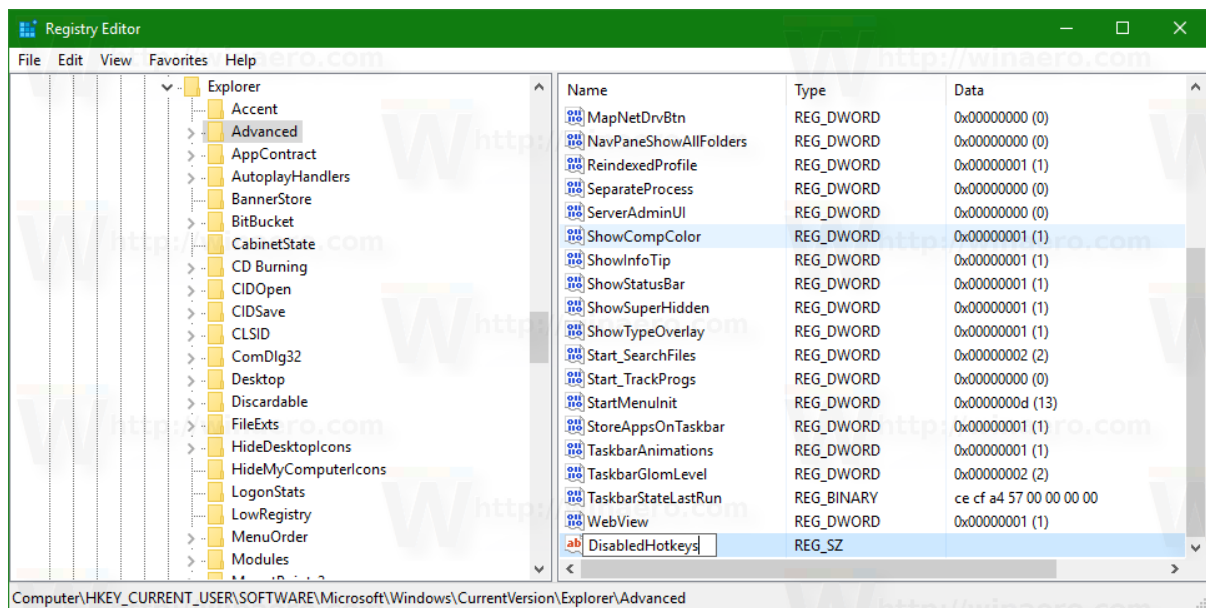 Registry Editor
File Edit View Favorites Help
Explorer
Accent
Advanced
AppContract
AutoplayHandlers
BannerStore
BitBucket
CabinetState
CD Burning
CIDOpen
CIDSave
CLSID
ComDlg32
Desktop
Discardable
FileExts
HideDesktopIcons
HideMyComputerIcons
LogonStats
LowRegistry
MenuOrder
Modules
Name Type Data
MapNetDrvBtn REG_DWORD 0x00000000 (0)
NavPaneShowAllFolders REG_DWORD 0x00000000 (0)
ReindexedProfile REG_DWORD 0x00000001 (1)
SeparateProcess REG_DWORD 0x00000000 (0)
ServerAdminUI REG_DWORD 0x00000000 (0)
ShowCompColor REG_DWORD 0x00000001 (1)
ShowInfoTip REG_DWORD 0x00000001 (1)
ShowStatusBar REG_DWORD 0x00000001 (1)
ShowSuperHidden REG_DWORD 0x00000001 (1)
ShowTypeOverlay REG_DWORD 0x00000001 (1)
Start_SearchFiles REG_DWORD 0x00000002 (2)
Start_TrackProgs REG_DWORD 0x00000000 (0)
StartMenuInit REG_DWORD 0x0000000d (13)
StoreAppsOnTaskbar REG_DWORD 0x00000001 (1)
TaskbarAnimations REG_DWORD 0x00000001 (1)
TaskbarGlomLevel REG_DWORD 0x00000002 (2)
TaskbarStateLastRun REG_BINARY ce cf a4 57 00 00 00 00
WebView REG_DWORD 0x00000001 (1)
DisabledHotkeys REG_SZ
Computer\HKEY_CURRENT_USER\SOFTWARE\Microsoft\Windows\CurrentVersion\Explorer\Advanced
http://winaero.com